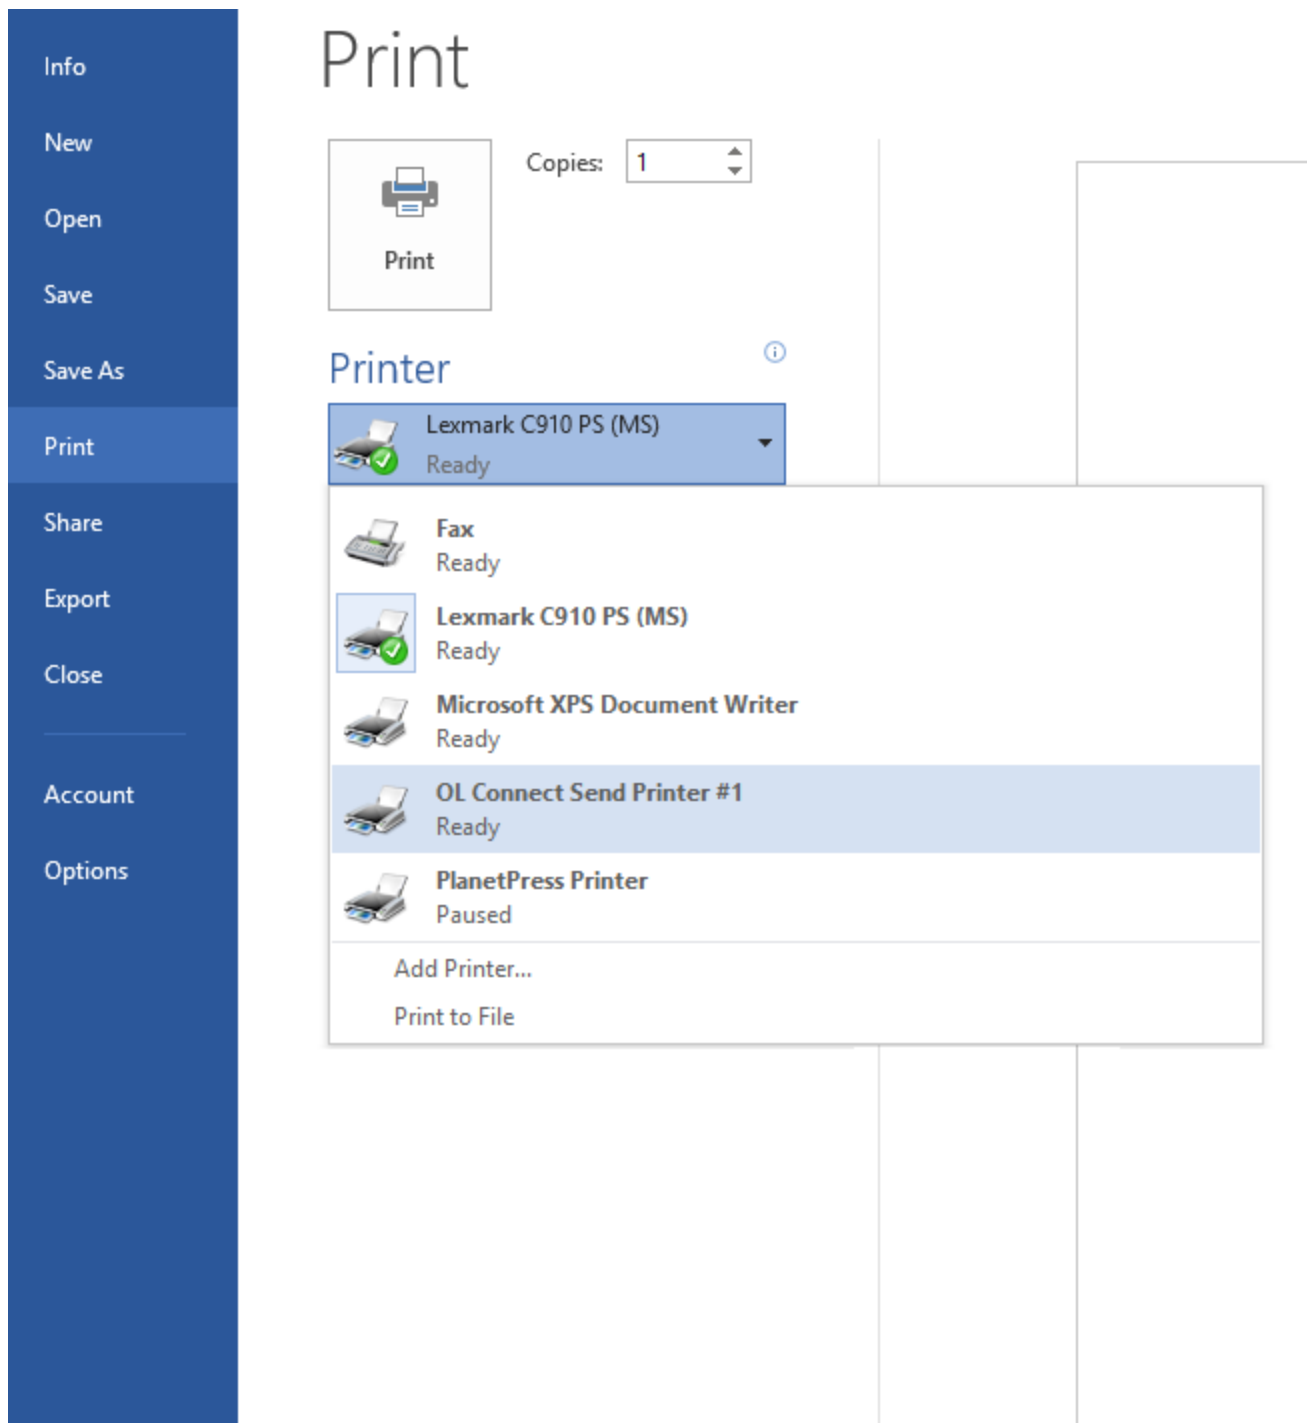 Info
New
Open
Save
Save As
Print
Share
Export
Close
Account
Options
Print
Print
Copies: 1
Printer
Lexmark C910 PS (MS)
Ready
Fax
Ready
Lexmark C910 PS (MS)
Ready
Microsoft XPS Document Writer
Ready
OL Connect Send Printer #1
Ready
PlanetPress Printer
Paused
Add Printer...
Print to File